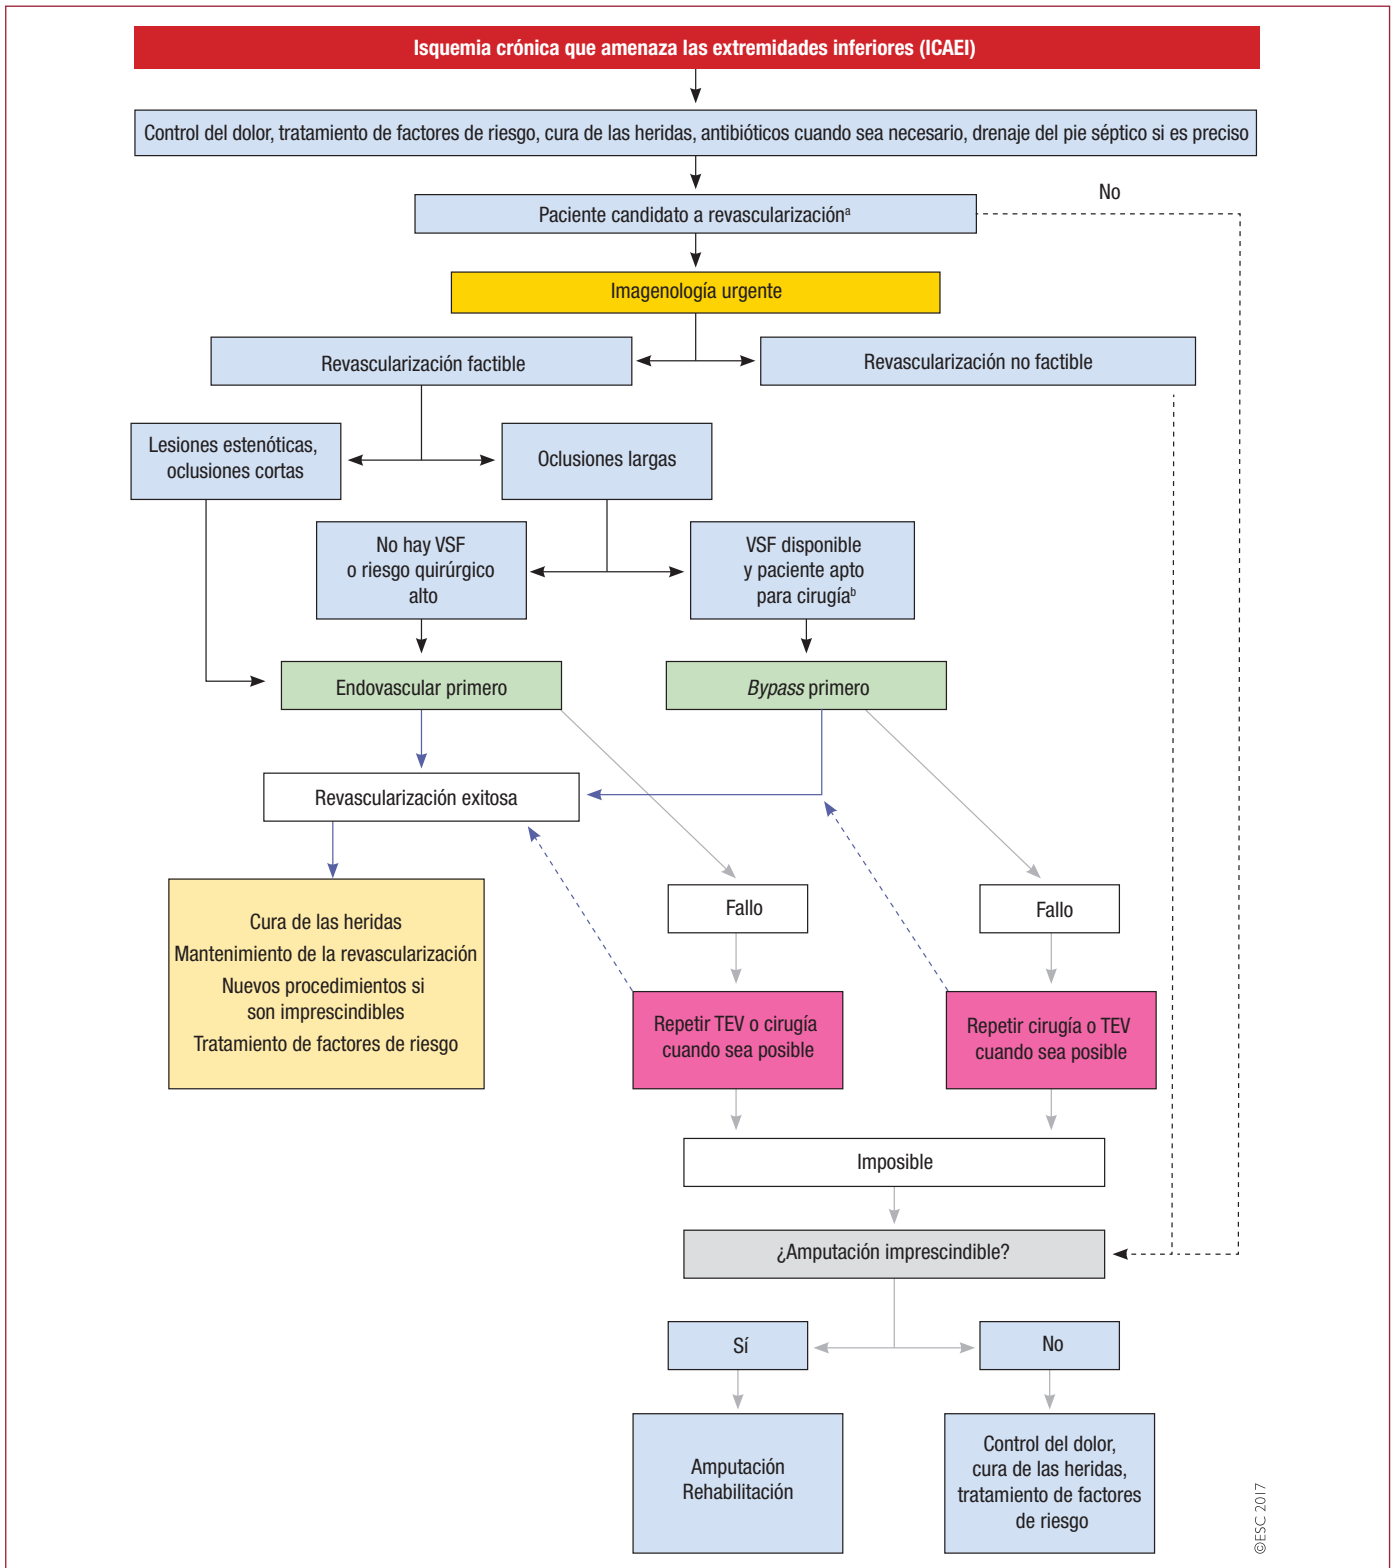 Isquemia crónica que amenaza las extremidades inferiores (ICAEI)
Control del dolor, tratamiento de factores de riesgo, cura de las heridas, antibióticos cuando sea necesario, drenaje del pie séptico si es preciso
No
Paciente candidato a revascularizaciónᵃ
Imagenología urgente
Revascularización factible
Revascularización no factible
Lesiones estenóticas,
oclusiones cortas
Oclusiones largas
No hay VSF
o riesgo quirúrgico
alto
VSF disponible
y paciente apto
para cirugíaᵇ
Endovascular primero
Bypass primero
Revascularización exitosa
Cura de las heridas
Mantenimiento de la revascularización
Nuevos procedimientos si
son imprescindibles
Tratamiento de factores de riesgo
Fallo
Fallo
Repetir TEV o cirugía
cuando sea posible
Repetir cirugía o TEV
cuando sea posible
Imposible
¿Amputación imprescindible?
Sí
No
Amputación
Rehabilitación
Control del dolor,
cura de las heridas,
tratamiento de factores
de riesgo
©ESC 2017